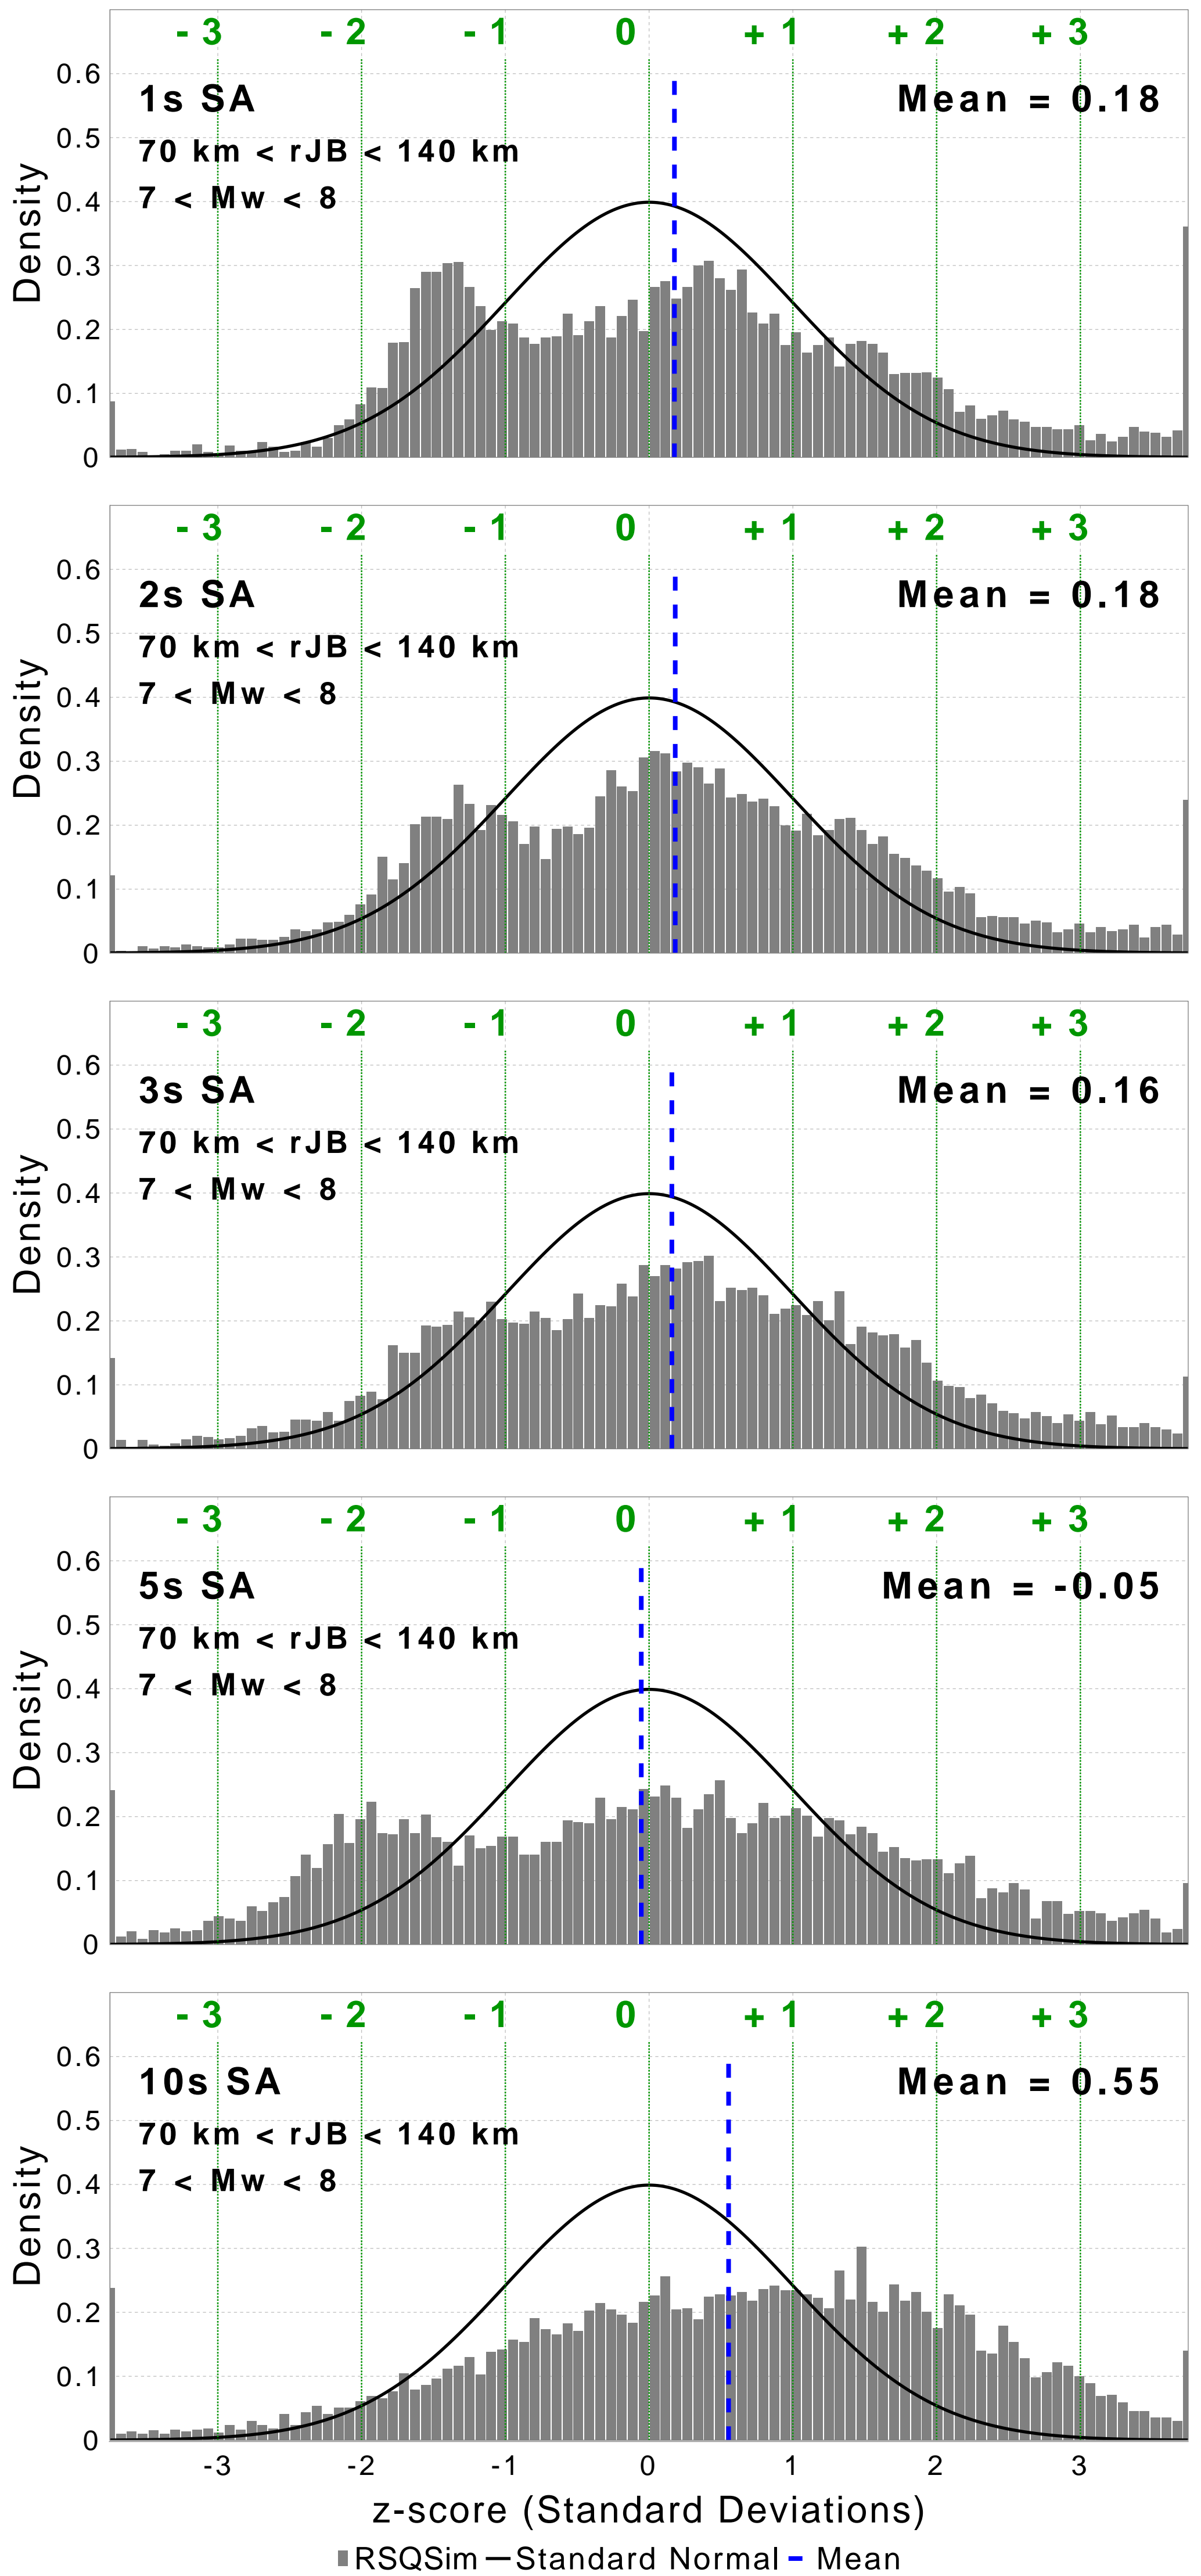 - 3 - 2 - 1 0 + 1 + 2 + 3
0.6
1s SA Mean = 0.18
0.5
70 km < rJB < 140 km
7 < Mw < 8
0.4
0.3
0.2
0.1
0
Density
- 3 - 2 - 1 0 + 1 + 2 + 3
0.6
2s SA Mean = 0.18
0.5
70 km < rJB < 140 km
7 < Mw < 8
0.4
0.3
0.2
0.1
0
Density
- 3 - 2 - 1 0 + 1 + 2 + 3
0.6
3s SA Mean = 0.16
0.5
70 km < rJB < 140 km
7 < Mw < 8
0.4
0.3
0.2
0.1
0
Density
- 3 - 2 - 1 0 + 1 + 2 + 3
0.6
5s SA Mean = -0.05
0.5
70 km < rJB < 140 km
7 < Mw < 8
0.4
0.3
0.2
0.1
0
Density
- 3 - 2 - 1 0 + 1 + 2 + 3
0.6
10s SA Mean = 0.55
0.5
70 km < rJB < 140 km
7 < Mw < 8
0.4
0.3
0.2
0.1
0
Density
-3 -2 -1 0 1 2 3
z-score (Standard Deviations)
RSQSim Standard Normal Mean